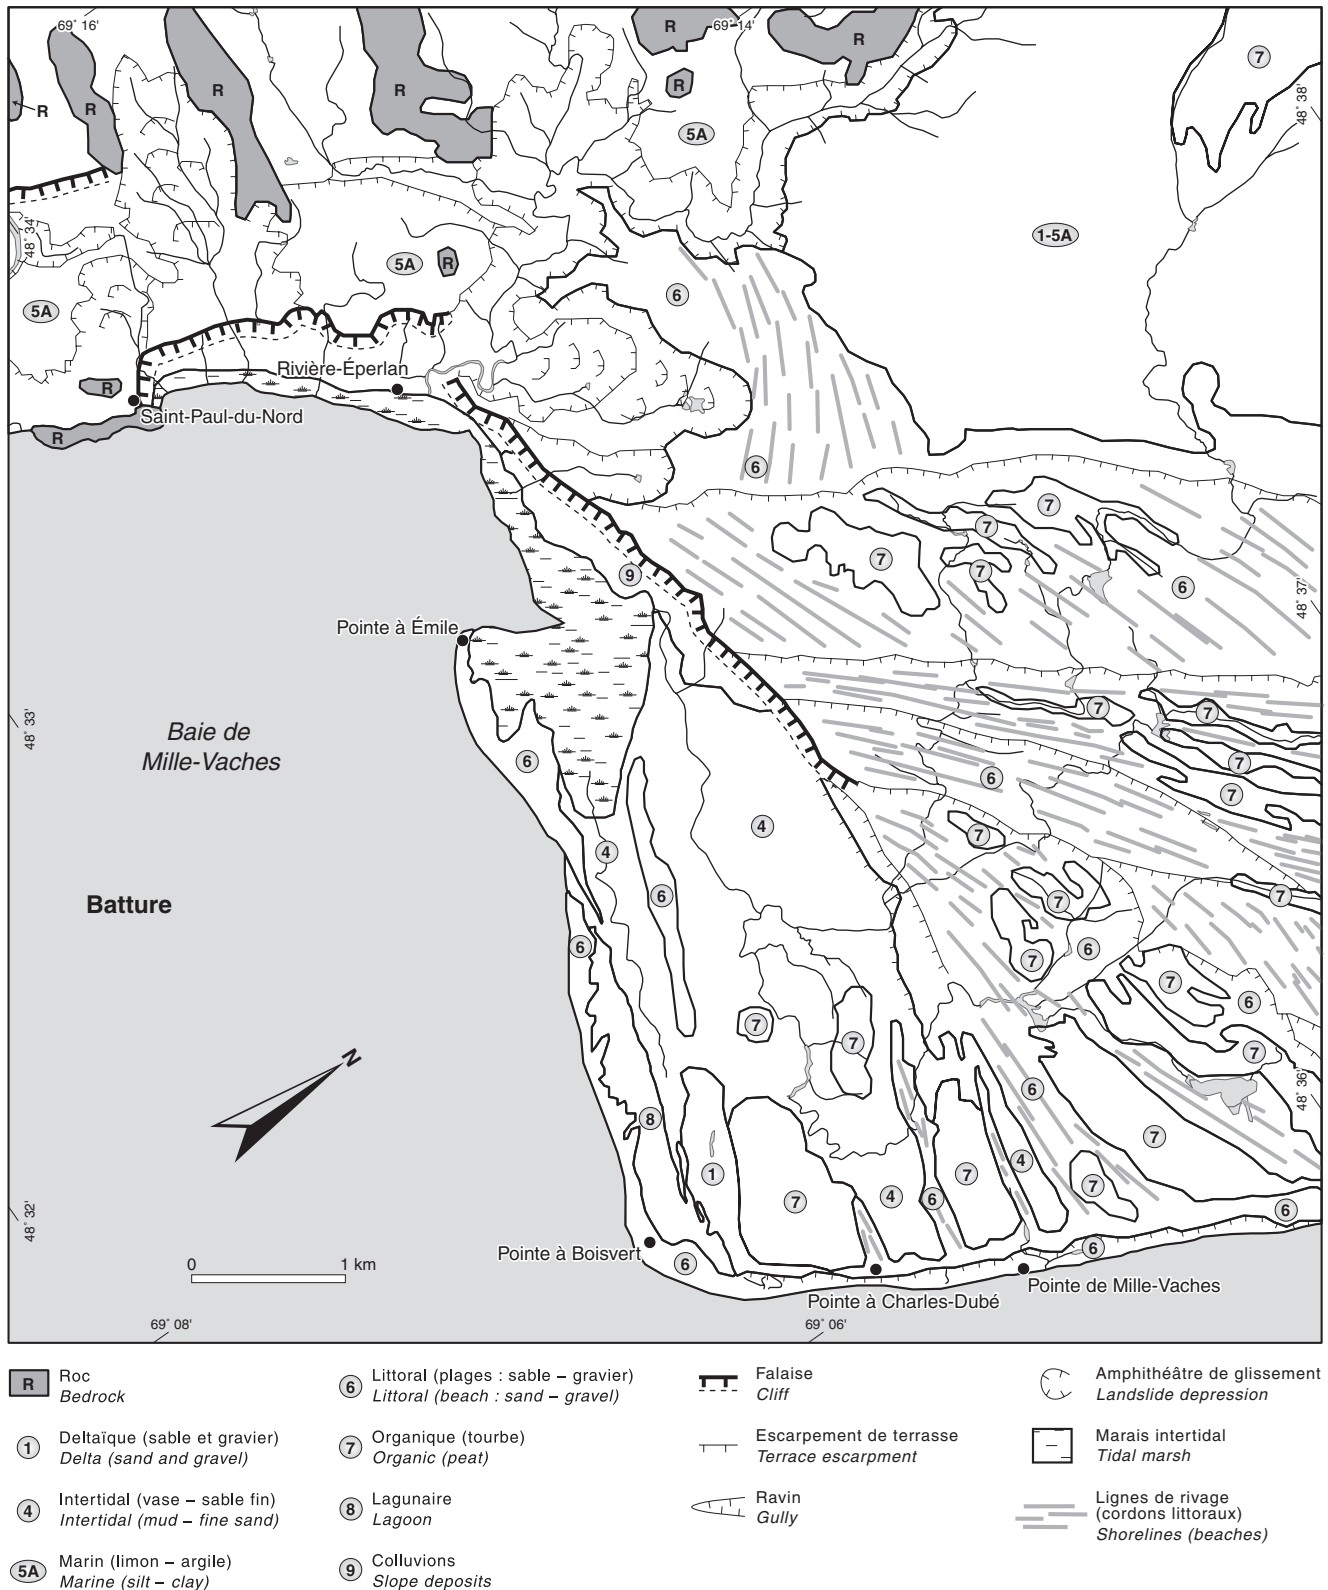 69° 16'
69° 14'
R
R
R
R
R
R
R
7
48° 38'
5A
48° 34'
1-5A
5A
R
6
5A
Rivière-Éperlan
R
Saint-Paul-du-Nord
R
6
7
7
7
7
9
6
48° 37'
Pointe à Émile
7
7
48° 33'
Baie de
Mille-Vaches
6
6
7
7
4
7
4
6
7
7
Batture
6
6
7
7
7
6
7
7
7
N
6
48° 36'
8
7
1
4
7
7
7
4
6
6
48° 32'
Pointe à Boisvert
6
6
0 1 km
Pointe à Charles-Dubé
Pointe de Mille-Vaches
69° 08'
69° 06'
R Roc
Bedrock
1 Deltaïque (sable et gravier)
Delta (sand and gravel)
4 Intertidal (vase – sable fin)
Intertidal (mud – fine sand)
5A Marin (limon – argile)
Marine (silt – clay)
6 Littoral (plages : sable – gravier)
Littoral (beach : sand – gravel)
7 Organique (tourbe)
Organic (peat)
8 Lagunaire
Lagoon
9 Colluvions
Slope deposits
Falaise
Cliff
Escarpement de terrasse
Terrace escarpment
Ravin
Gully
Amphithéâtre de glissement
Landslide depression
Marais intertidal
Tidal marsh
Lignes de rivage
(cordons littoraux)
Shorelines (beaches)